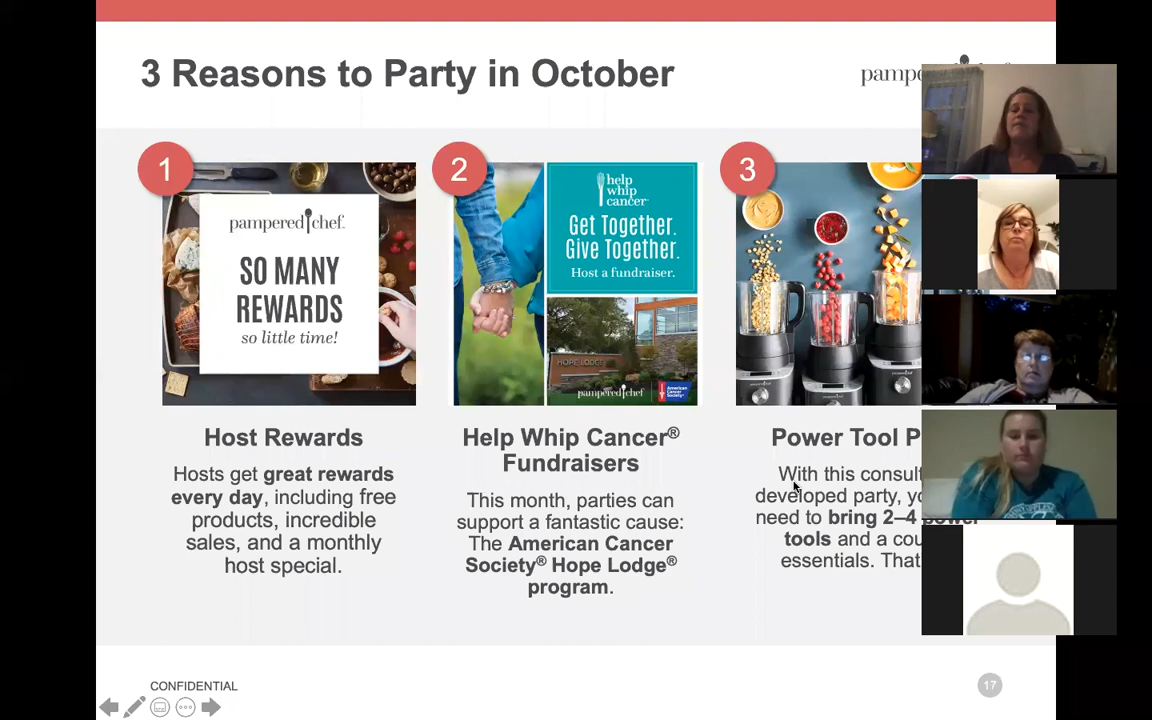 3 Reasons to Party in October
1
pampered chef.
SO MANY
REWARDS
so little time!
Host Rewards
Hosts get great rewards
every day, including free
products, incredible
sales, and a monthly
host special.
2
help
whip
cancer®
Get Together.
Give Together.
Host a fundraiser.
HOPE LODGE
pampered chef
American
Cancer
Society
Help Whip Cancer®
Fundraisers
This month, parties can
support a fantastic cause:
The American Cancer
Society® Hope Lodge®
program.
3
Power Tool P
With this consult
developed party, yo
need to bring 2–4 power
tools and a cou
essentials. That
CONFIDENTIAL
17